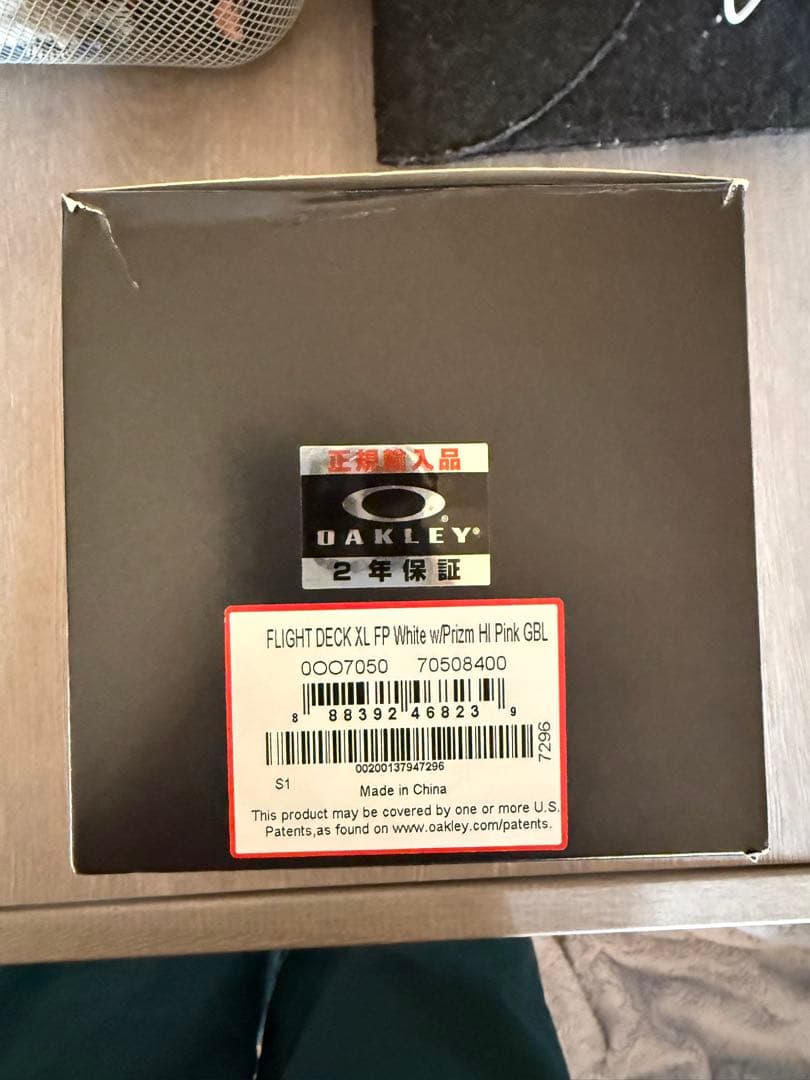 正規輸入品
OAKLEY®
2年保証
FLIGHT DECK XL FP White w/Prizm HI Pink GBL
0OO7050 70508400
8 88392 46823 9
7296
00200137947296
S1
Made in China
This product may be covered by one or more U.S.
Patents,as found on www.oakley.com/patents.